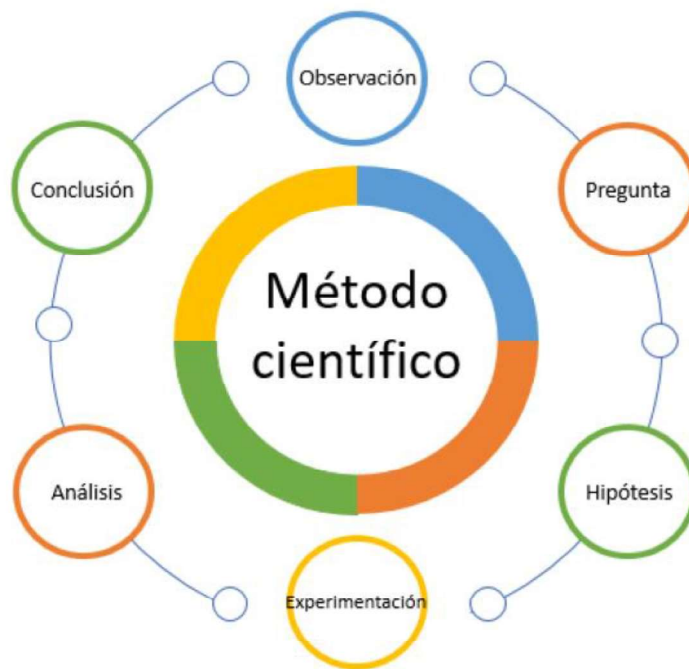 Observación
Pregunta
Hipótesis
Experimentación
Análisis
Conclusión
Método
científico